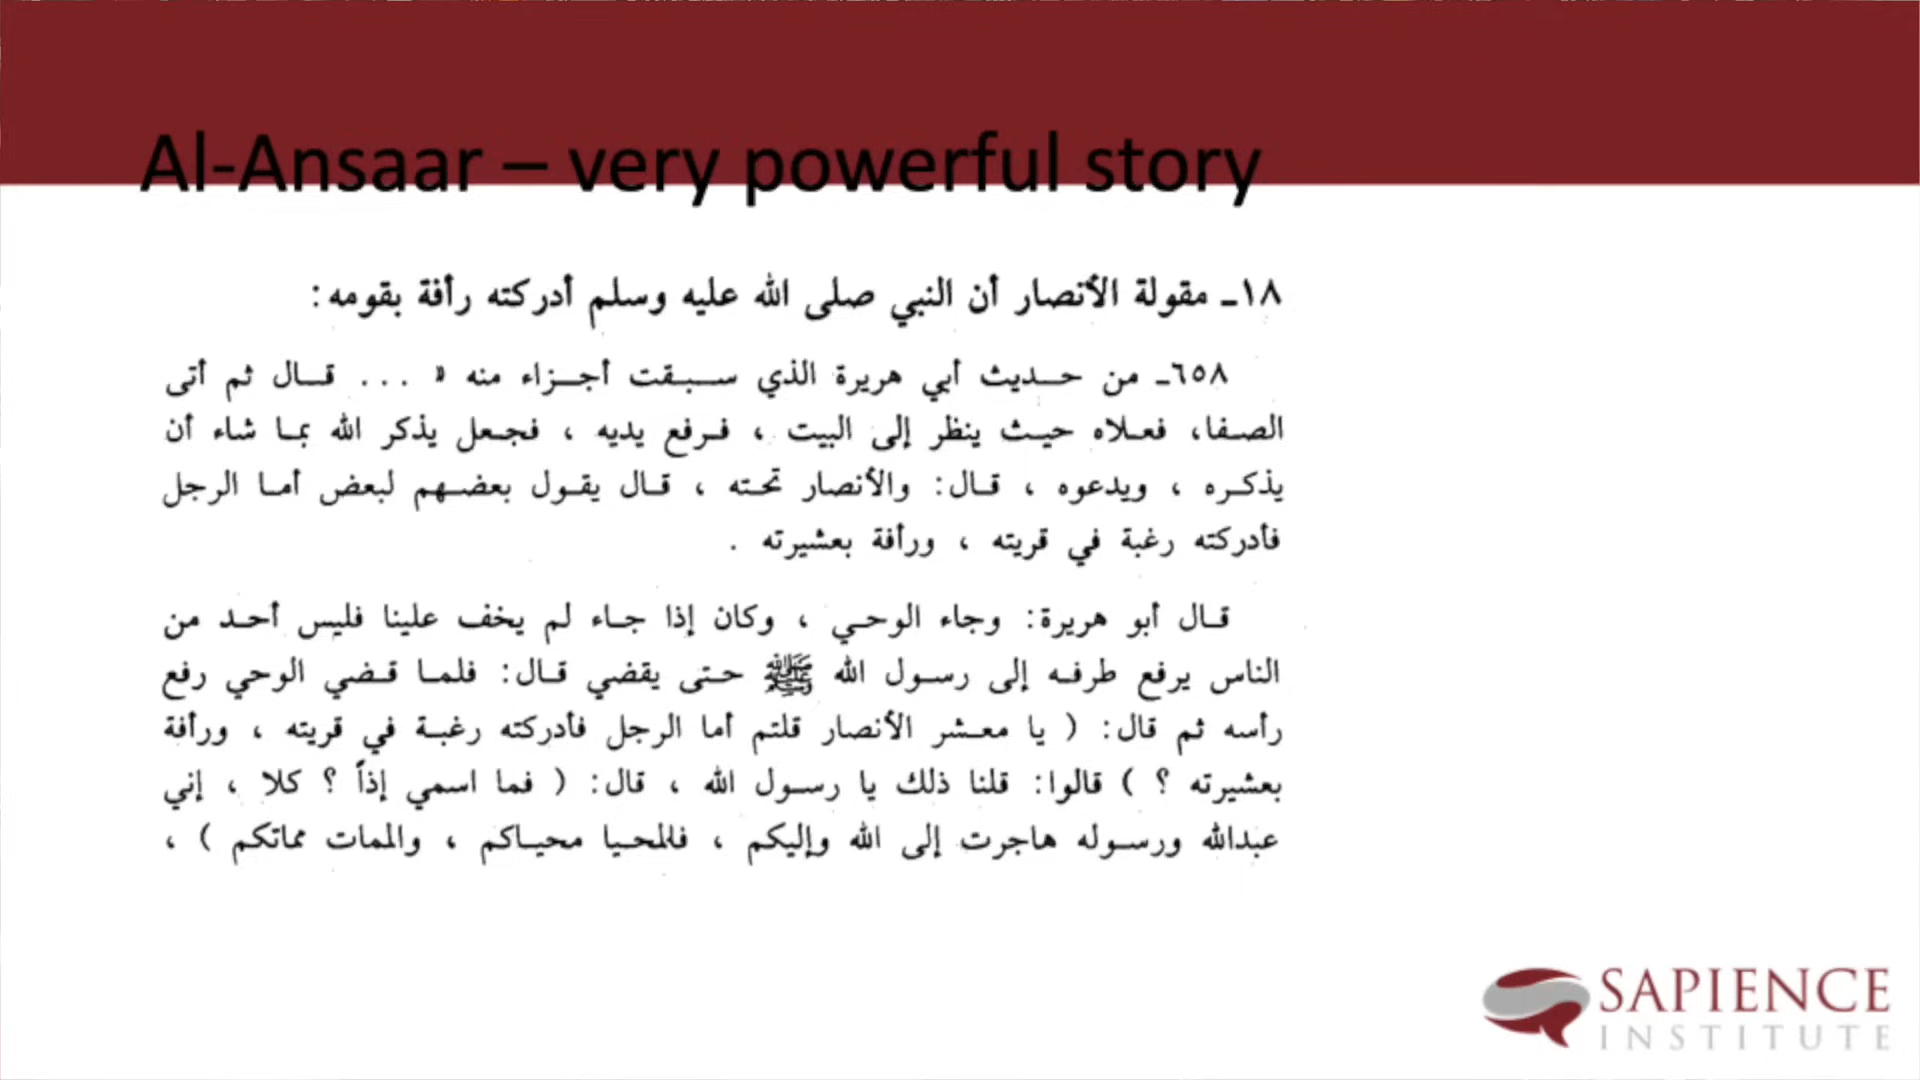 Al-Ansaar – very powerful story
١٨ـ مقولة الأنصار أن النبي صلى الله عليه وسلم أدركته رأفة بقومه:
٦٥٨ـ من حديث أبي هريرة الذي سبقت أجزاء منه « ... قال ثم أتى
الصفا، فعلاه حيث ينظر إلى البيت ، فرفع يديه ، فجعل يذكر الله بما شاء أن
يذكره ، ويدعوه ، قال: والأنصار تحته ، قال يقول بعضهم لبعض أما الرجل
فأدركته رغبة في قريته ، ورأفة بعشيرته .
قال أبو هريرة: وجاء الوحي ، وكان إذا جاء لم يخف علينا فليس أحد من
الناس يرفع طرفه إلى رسول الله ﷺ حتى يقضي قال: فلما قضي الوحي رفع
رأسه ثم قال: ( يا معشر الأنصار قلتم أما الرجل فأدركته رغبة في قريته ، ورأفة
بعشيرته ؟ ) قالوا: قلنا ذلك يا رسول الله ، قال: ( فما اسمي إذاً ؟ كلا ، إني
عبدالله ورسوله هاجرت إلى الله وإليكم ، فالمحيا محياكم ، والممات مماتكم ) ،
SAPIENCE
INSTITUTE